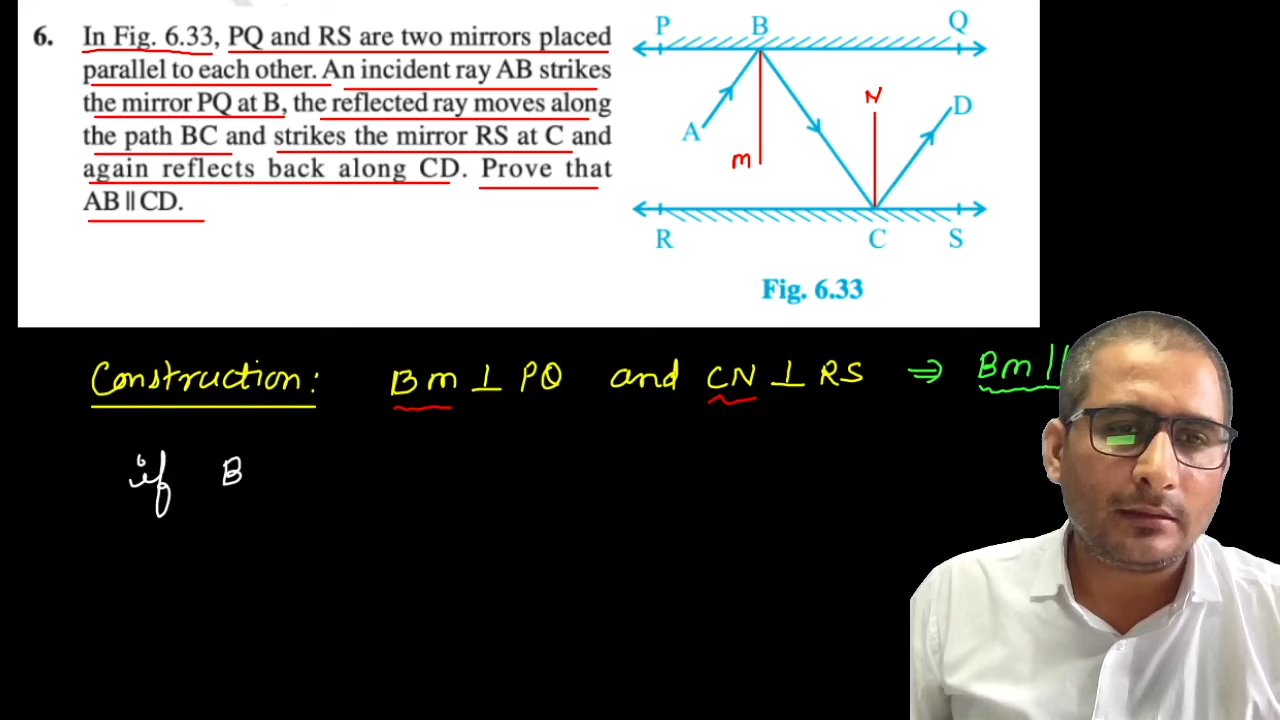 6. In Fig. 6.33, PQ and RS are two mirrors placed
parallel to each other. An incident ray AB strikes
the mirror PQ at B, the reflected ray moves along
the path BC and strikes the mirror RS at C and
again reflects back along CD. Prove that
AB || CD.
P B Q
N
A D
m
R C S
Fig. 6.33
Construction: Bm ⊥ PQ and CN ⊥ RS ⇒ Bm ||
if B